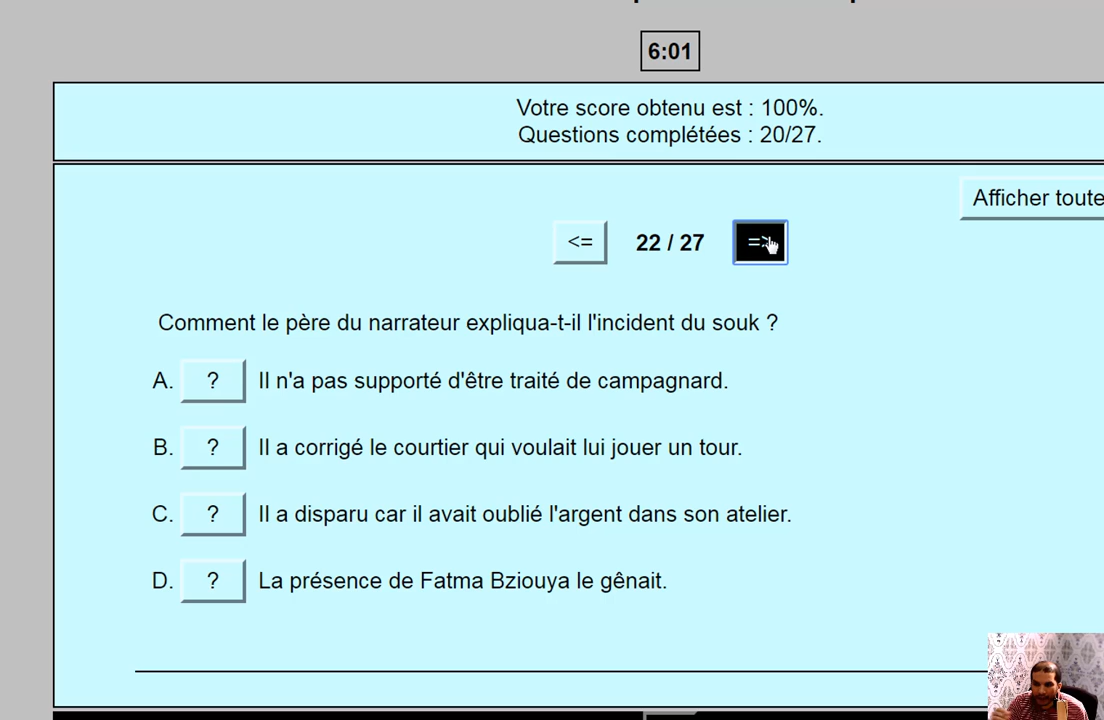 6:01
Votre score obtenu est : 100%.
Questions complétées : 20/27.
Afficher toute
<= 22 / 27 =>
Comment le père du narrateur expliqua-t-il l'incident du souk ?
A. ? Il n'a pas supporté d'être traité de campagnard.
B. ? Il a corrigé le courtier qui voulait lui jouer un tour.
C. ? Il a disparu car il avait oublié l'argent dans son atelier.
D. ? La présence de Fatma Bziouya le gênait.